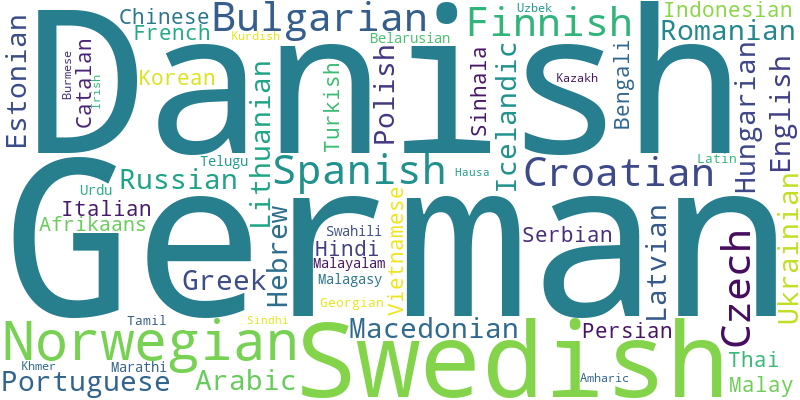 Danish
German
Swedish
Norwegian
Bulgarian
Finnish
Spanish
Croatian
Czech
Chinese
French
Kurdish
Belarusian
Uzbek
Indonesian
Romanian
Estonian
Burmese
Catalan
Irish
Korean
Lithuanian
Turkish
Polish
Sinhala
Icelandic
Kazakh
Bengali
Hungarian
English
Telugu
Urdu
Russian
Italian
Afrikaans
Hausa
Latin
Greek
Hebrew
Swahili
Hindi
Malayalam
Malagasy
Georgian
Vietnamese
Serbian
Latvian
Ukrainian
Tamil
Sindhi
Macedonian
Persian
Khmer
Marathi
Portuguese
Arabic
Amharic
Thai
Malay